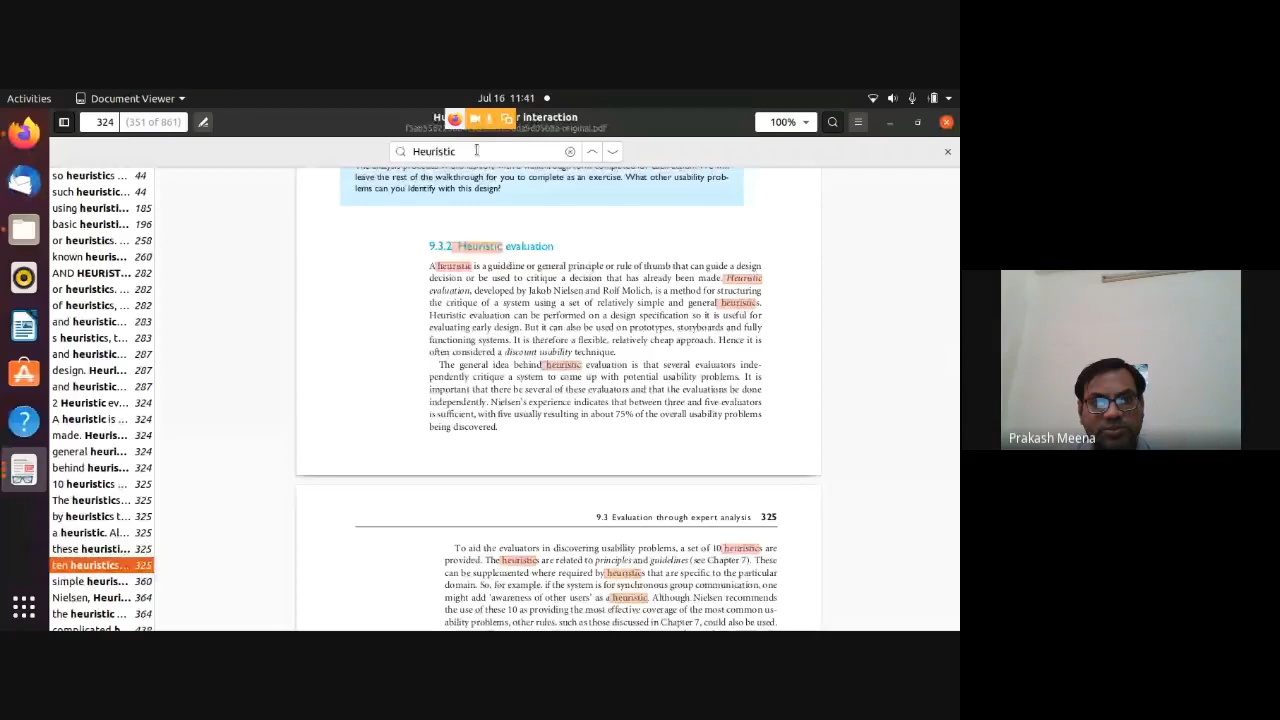 Activities
Document Viewer
Jul 16 11:41
324 (351 of 861)
100%
Heuristic
so heuristics ... 44
such heuristic... 44
using heuristi... 185
basic heuristi... 196
or heuristics. ... 258
known heuris... 260
AND HEURIST... 282
or heuristics. ... 282
of heuristics, ... 282
and heuristic... 283
s heuristics, t... 283
and heuristic... 287
design. Heuri... 287
and heuristic... 287
2 Heuristic ev... 324
A heuristic is ... 324
made. Heuris... 324
general heuri... 324
behind heuris... 324
10 heuristics ... 325
The heuristics... 325
by heuristics t... 325
a heuristic. Al... 325
these heuristi... 325
ten heuristics... 325
simple heuris... 360
Nielsen, Heuri... 364
the heuristic ... 364
complicated h... 438
leave the rest of the walkthrough for you to complete as an exercise. What other usability prob-
lems can you identify with this design?
9.3.2 Heuristic evaluation
A heuristic is a guideline or general principle or rule of thumb that can guide a design
decision or be used to critique a decision that has already been made. Heuristic
evaluation, developed by Jakob Nielsen and Rolf Molich, is a method for structuring
the critique of a system using a set of relatively simple and general heuristics.
Heuristic evaluation can be performed on a design specification so it is useful for
evaluating early design. But it can also be used on prototypes, storyboards and fully
functioning systems. It is therefore a flexible, relatively cheap approach. Hence it is
often considered a discount usability technique.
The general idea behind heuristic evaluation is that several evaluators inde-
pendently critique a system to come up with potential usability problems. It is
important that there be several of these evaluators and that the evaluations be done
independently. Nielsen's experience indicates that between three and five evaluators
is sufficient, with five usually resulting in about 75% of the overall usability problems
being discovered.
9.3 Evaluation through expert analysis 325
To aid the evaluators in discovering usability problems, a set of 10 heuristics are
provided. The heuristics are related to principles and guidelines (see Chapter 7). These
can be supplemented where required by heuristics that are specific to the particular
domain. So, for example, if the system is for synchronous group communication, one
might add 'awareness of other users' as a heuristic. Although Nielsen recommends
the use of these 10 as providing the most effective coverage of the most common us-
ability problems, other rules, such as those discussed in Chapter 7, could also be used.
Prakash Meena